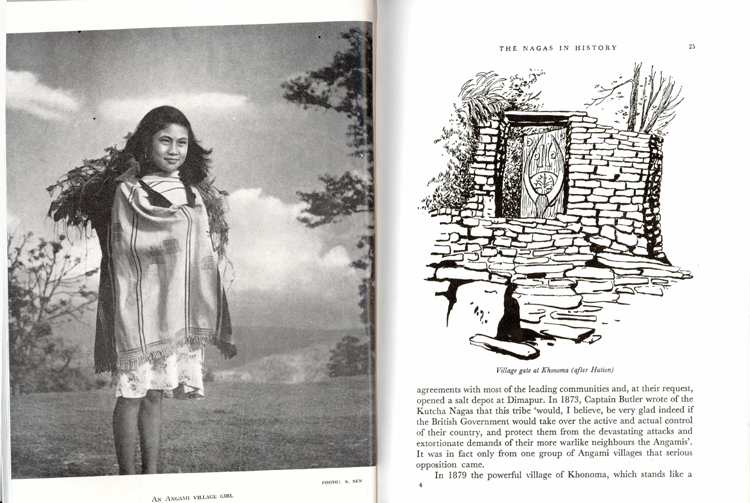 PHOTO: S. SEN
AN ANGAMI VILLAGE GIRL
THE NAGAS IN HISTORY 25
Village gate at Khonoma (after Hutton)
agreements with most of the leading communities and, at their request,
opened a salt depot at Dimapur. In 1873, Captain Butler wrote of the
Kutcha Nagas that this tribe ‘would, I believe, be very glad indeed if
the British Government would take over the active and actual control
of their country, and protect them from the devastating attacks and
extortionate demands of their more warlike neighbours the Angamis’.
It was in fact only from one group of Angami villages that serious
opposition came.
In 1879 the powerful village of Khonoma, which stands like a
4